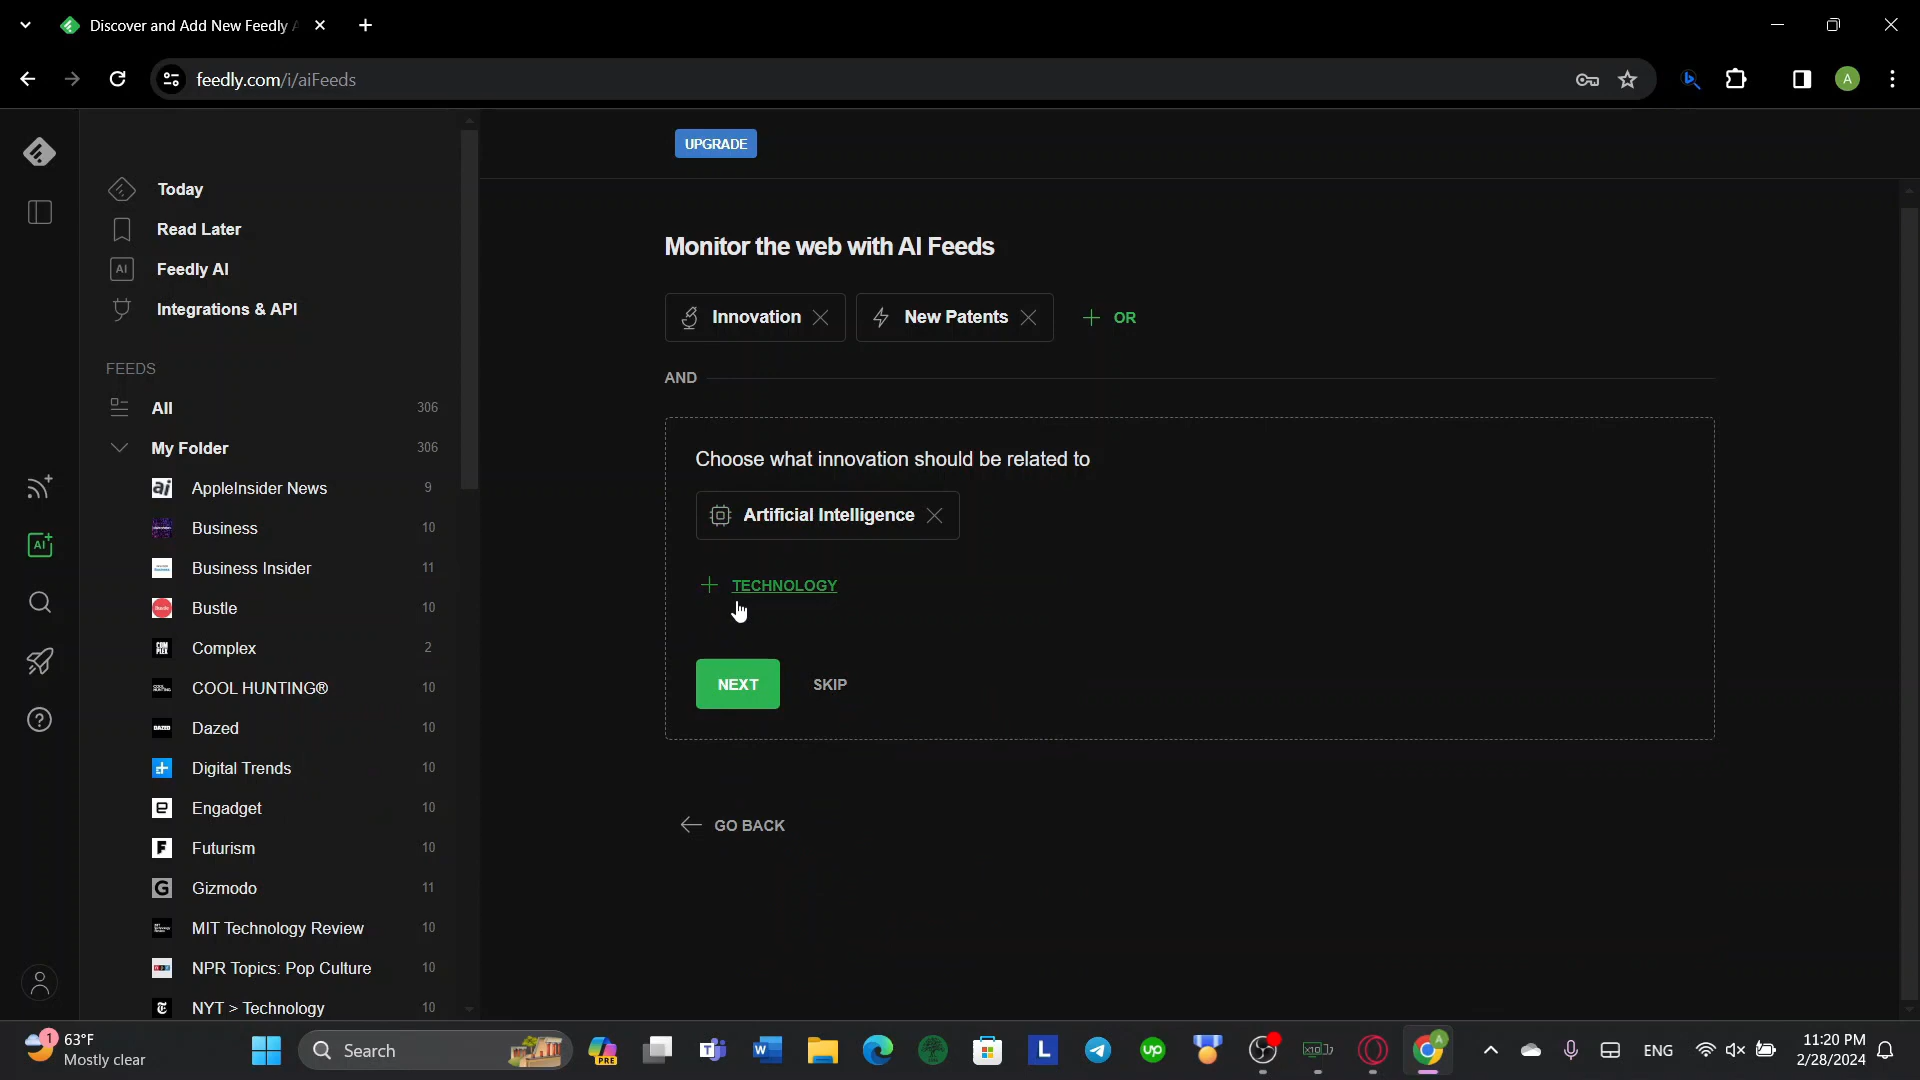 Discover and Add New Feedly A
feedly.com/i/aiFeeds
A
UPGRADE
Today
Read Later
AI Feedly AI
Integrations & API
FEEDS
All 306
My Folder 306
AppleInsider News 9
Business 10
Business Insider 11
Bustle 10
Complex 2
COOL HUNTING® 10
Dazed 10
Digital Trends 10
Engadget 10
Futurism 10
Gizmodo 11
MIT Technology Review 10
NPR Topics: Pop Culture 10
NYT > Technology 10
AI+
Monitor the web with AI Feeds
Innovation
New Patents
OR
AND
Choose what innovation should be related to
Artificial Intelligence
TECHNOLOGY
NEXT
SKIP
GO BACK
1
63°F
Mostly clear
Search
PRE
L
up
A
ENG
11:20 PM
2/28/2024